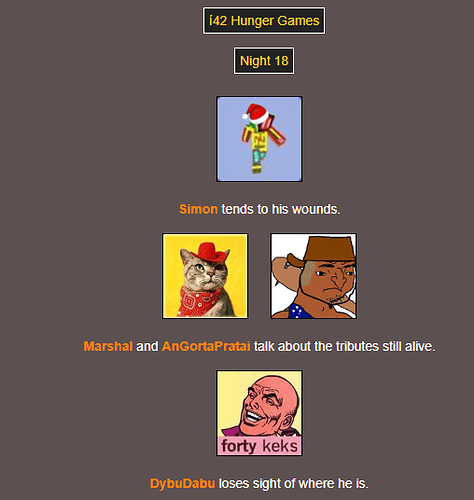 í42 Hunger Games
Night 18
Simon tends to his wounds.
Marshal and AnGortaPratai talk about the tributes still alive.
forty keks
DybuDabu loses sight of where he is.